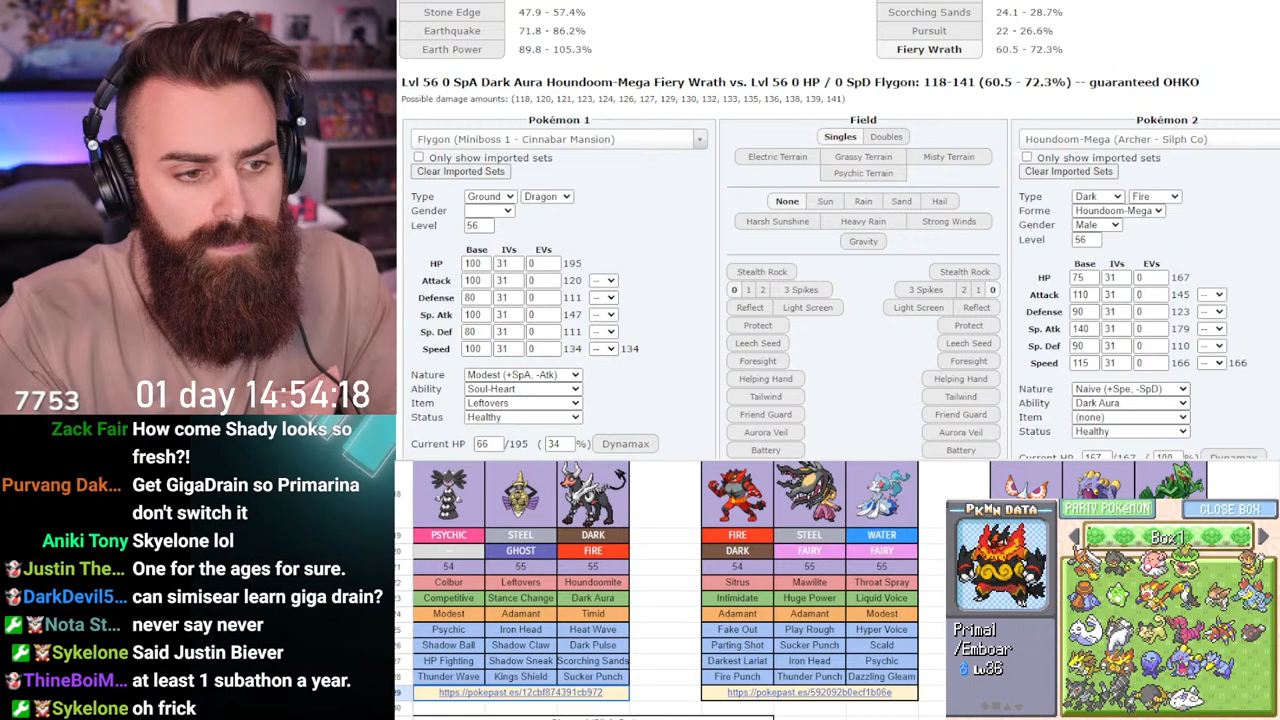 Stone Edge 47.9 - 57.4%
Scorching Sands 24.1 - 28.7%
Earthquake 71.8 - 86.2%
Pursuit 22 - 26.6%
Earth Power 89.8 - 105.3%
Fiery Wrath 60.5 - 72.3%
Lvl 56 0 SpA Dark Aura Houndoom-Mega Fiery Wrath vs. Lvl 56 0 HP / 0 SpD Flygon: 118-141 (60.5 - 72.3%) -- guaranteed OHKO
Possible damage amounts: (118, 120, 121, 123, 124, 126, 127, 129, 130, 132, 133, 135, 136, 138, 139, 141)
Pokémon 1
Flygon (Miniboss 1 - Cinnabar Mansion)
Only show imported sets
Clear Imported Sets
Type Ground Dragon
Gender
Level 56
Base IVs EVs
HP 100 31 0 195
Attack 100 31 0 120 --
Defense 80 31 0 111 --
Sp. Atk 100 31 0 147 --
Sp. Def 80 31 0 111 --
Speed 100 31 0 134 -- 134
Nature Modest (+SpA, -Atk)
Ability Soul-Heart
Item Leftovers
Status Healthy
Current HP 66 /195 ( 34 %) Dynamax
Field
Singles Doubles
Electric Terrain Grassy Terrain Misty Terrain
Psychic Terrain
None Sun Rain Sand Hail
Harsh Sunshine Heavy Rain Strong Winds
Gravity
Stealth Rock Stealth Rock
0 1 2 3 Spikes 3 Spikes 2 1 0
Reflect Light Screen Light Screen Reflect
Protect Protect
Leech Seed Leech Seed
Foresight Foresight
Helping Hand Helping Hand
Tailwind Tailwind
Friend Guard Friend Guard
Aurora Veil Aurora Veil
Battery Battery
Pokémon 2
Houndoom-Mega (Archer - Silph Co)
Only show imported sets
Clear Imported Sets
Type Dark Fire
Forme Houndoom-Mega
Gender Male
Level 56
Base IVs EVs
HP 75 31 0 167
Attack 110 31 0 145 --
Defense 90 31 0 123 --
Sp. Atk 140 31 0 179 --
Sp. Def 90 31 0 110 --
Speed 115 31 0 166 -- 166
Nature Naive (+Spe, -SpD)
Ability Dark Aura
Item (none)
Status Healthy
Current HP 167 /167 ( 100 %) Dynamax
7753 01 day 14:54:18
Zack Fair How come Shady looks so
fresh?!
Purvang Dak... Get GigaDrain so Primarina
don't switch it
Aniki Tony Skyelone lol
Justin The... One for the ages for sure.
DarkDevil5... can simisear learn giga drain?
Nota St... never say never
Sykelone Said Justin Biever
ThineBoiM... at least 1 subathon a year.
Sykelone oh frick
18
PSYCHIC STEEL DARK FIRE STEEL WATER
— GHOST FIRE DARK FAIRY FAIRY
54 55 55 54 55 55
Colbur Leftovers Houndoomite Sitrus Mawilite Throat Spray
Competitive Stance Change Dark Aura Intimidate Huge Power Liquid Voice
Modest Adamant Timid Adamant Adamant Modest
Psychic Iron Head Heat Wave Fake Out Play Rough Hyper Voice
Shadow Ball Shadow Claw Dark Pulse Parting Shot Sucker Punch Scald
HP Fighting Shadow Sneak Scorching Sands Darkest Lariat Iron Head Psychic
Thunder Wave Kings Shield Sucker Punch Fire Punch Thunder Punch Dazzling Gleam
https://pokepast.es/12cbf874391cb972 https://pokepast.es/592092b0ecf1b06e
PKMN DATA
PARTY POKéMON
CLOSE BOX
Box1
Primal
/Emboar
Lv36